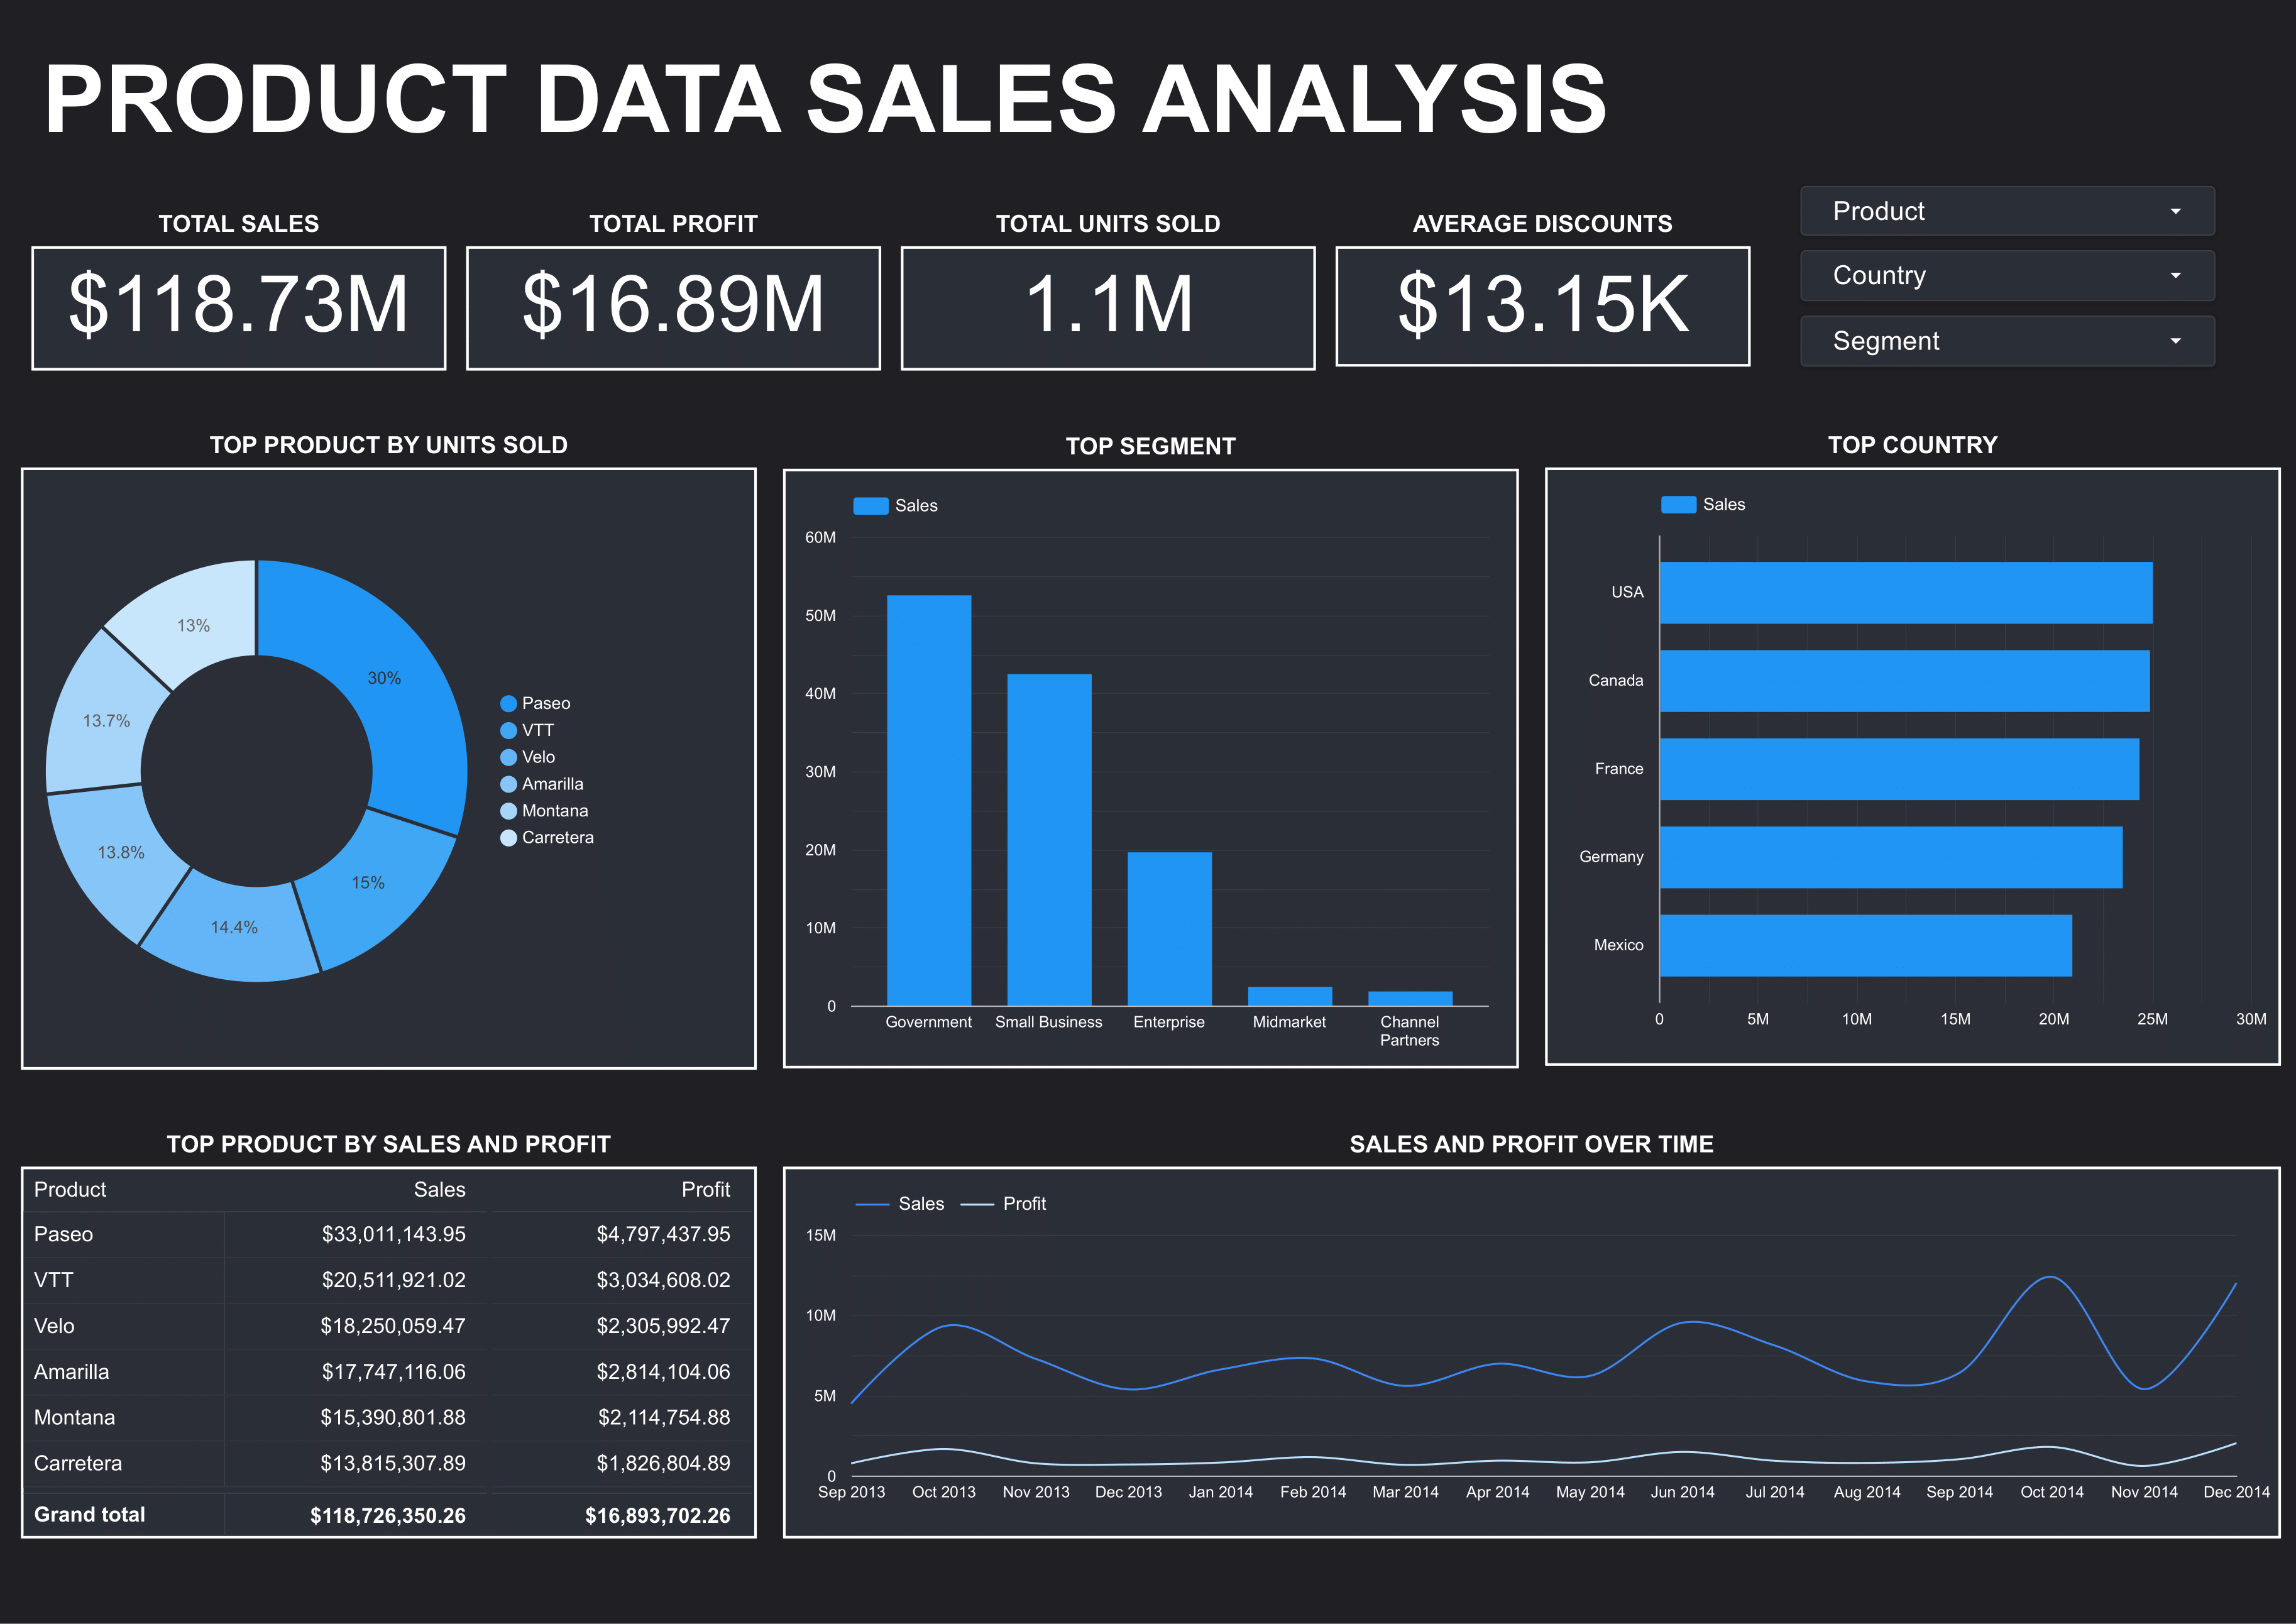 PRODUCT DATA SALES ANALYSIS
TOTAL SALES
$118.73M
TOTAL PROFIT
$16.89M
TOTAL UNITS SOLD
1.1M
AVERAGE DISCOUNTS
$13.15K
Product
Country
Segment
TOP PRODUCT BY UNITS SOLD
30%
15%
14.4%
13.8%
13.7%
13%
Paseo
VTT
Velo
Amarilla
Montana
Carretera
TOP SEGMENT
Sales
60M
50M
40M
30M
20M
10M
0
Government
Small Business
Enterprise
Midmarket
Channel
Partners
TOP COUNTRY
Sales
USA
Canada
France
Germany
Mexico
0 5M 10M 15M 20M 25M 30M
TOP PRODUCT BY SALES AND PROFIT
Product Sales Profit
Paseo $33,011,143.95 $4,797,437.95
VTT $20,511,921.02 $3,034,608.02
Velo $18,250,059.47 $2,305,992.47
Amarilla $17,747,116.06 $2,814,104.06
Montana $15,390,801.88 $2,114,754.88
Carretera $13,815,307.89 $1,826,804.89
Grand total $118,726,350.26 $16,893,702.26
SALES AND PROFIT OVER TIME
Sales Profit
15M
10M
5M
0
Sep 2013 Oct 2013 Nov 2013 Dec 2013 Jan 2014 Feb 2014 Mar 2014 Apr 2014 May 2014 Jun 2014 Jul 2014 Aug 2014 Sep 2014 Oct 2014 Nov 2014 Dec 2014